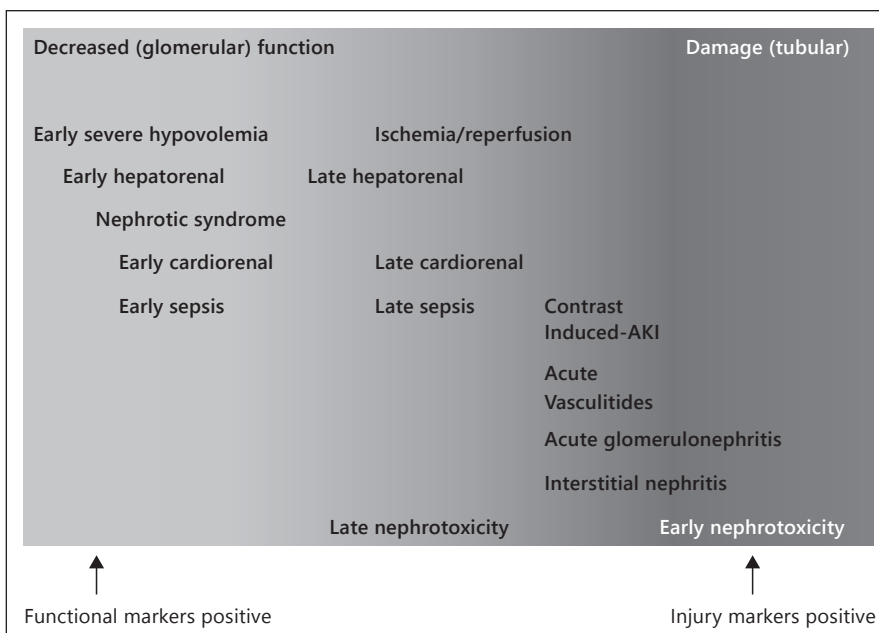 Decreased (glomerular) function
Damage (tubular)
Early severe hypovolemia
Ischemia/reperfusion
Early hepatorenal
Late hepatorenal
Nephrotic syndrome
Early cardiorenal
Late cardiorenal
Early sepsis
Late sepsis
Contrast
Induced-AKI
Acute
Vasculitides
Acute glomerulonephritis
Interstitial nephritis
Late nephrotoxicity
Early nephrotoxicity
Functional markers positive
Injury markers positive